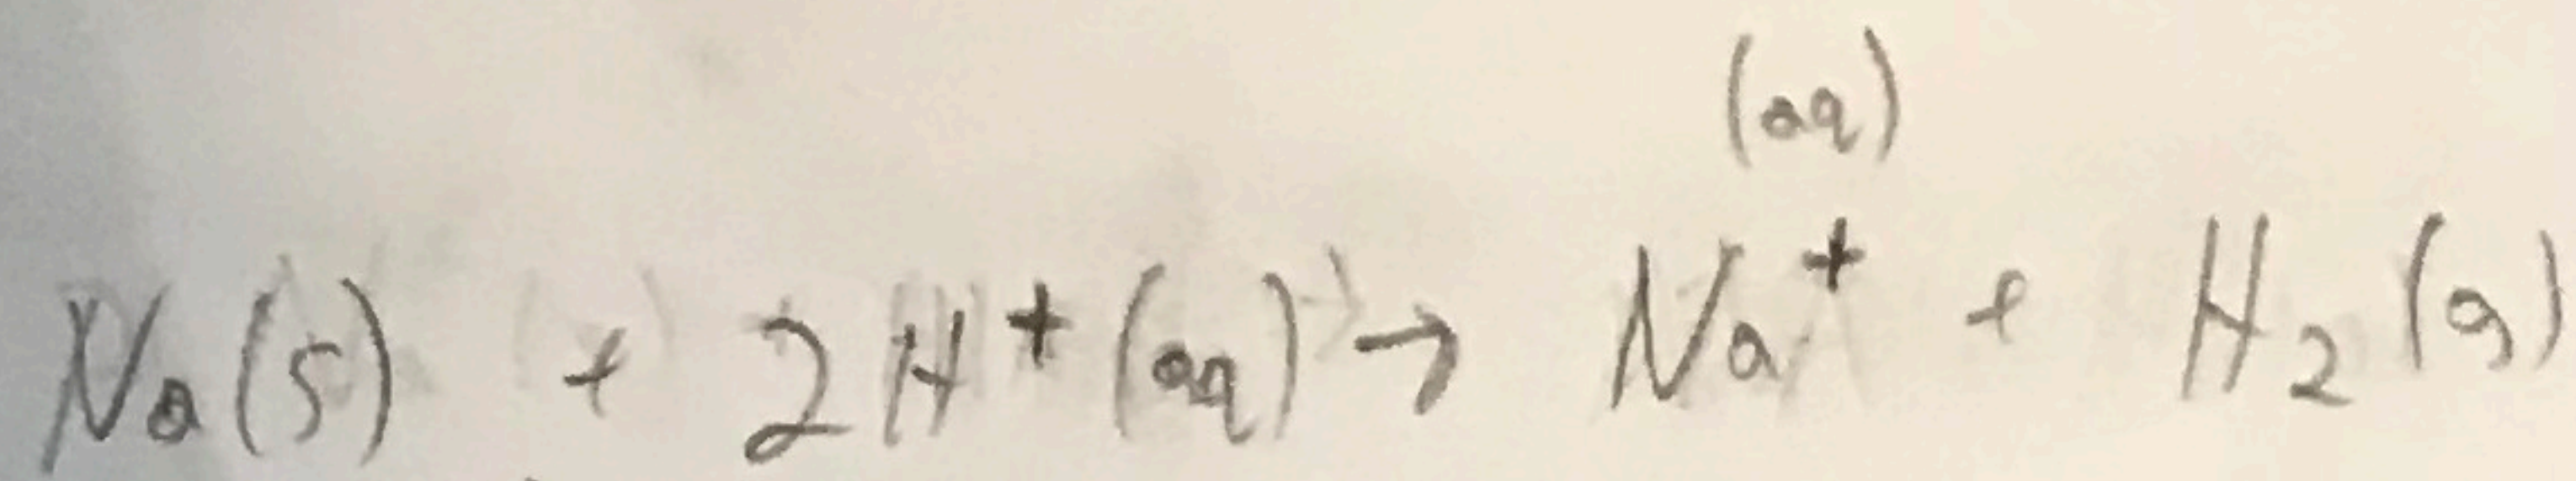 (aq)
Na(s) + 2H⁺(aq) → Na⁺ + H₂(g)